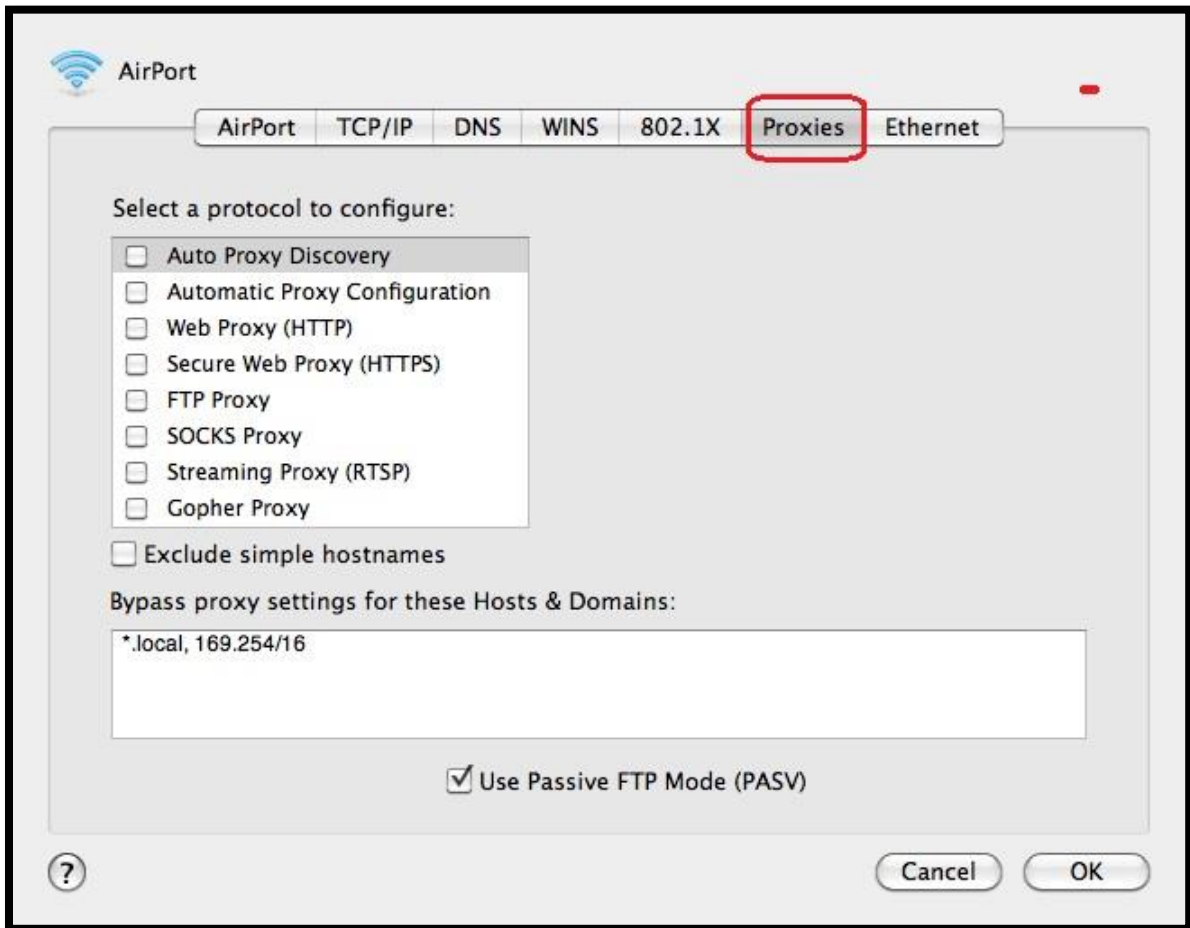 AirPort
AirPort TCP/IP DNS WINS 802.1X Proxies Ethernet
Select a protocol to configure:
Auto Proxy Discovery
Automatic Proxy Configuration
Web Proxy (HTTP)
Secure Web Proxy (HTTPS)
FTP Proxy
SOCKS Proxy
Streaming Proxy (RTSP)
Gopher Proxy
Exclude simple hostnames
Bypass proxy settings for these Hosts & Domains:
*.local, 169.254/16
Use Passive FTP Mode (PASV)
? Cancel OK